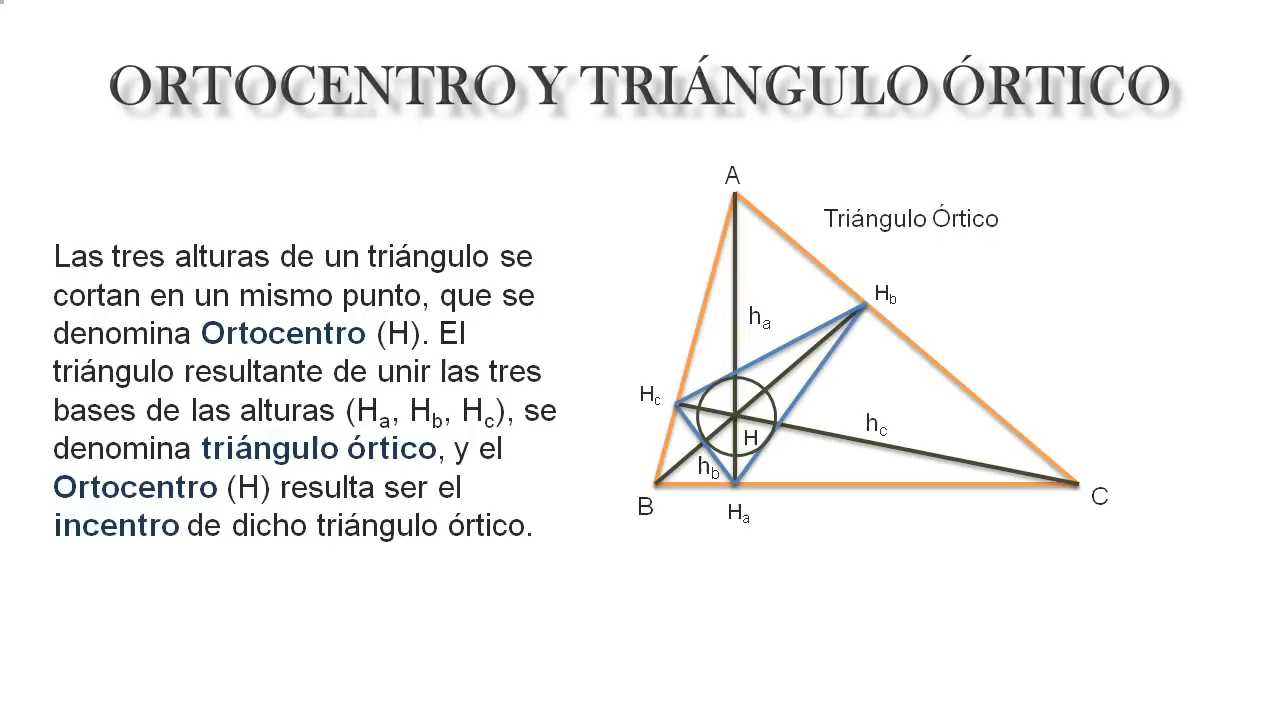 ORTOCENTRO Y TRIÁNGULO ÓRTICO
Las tres alturas de un triángulo se
cortan en un mismo punto, que se
denomina Ortocentro (H). El
triángulo resultante de unir las tres
bases de las alturas (Ha, Hb, Hc), se
denomina triángulo órtico, y el
Ortocentro (H) resulta ser el
incentro de dicho triángulo órtico.
A
Triángulo Órtico
Hb
ha
Hc
hc
H
hb
B
Ha
C